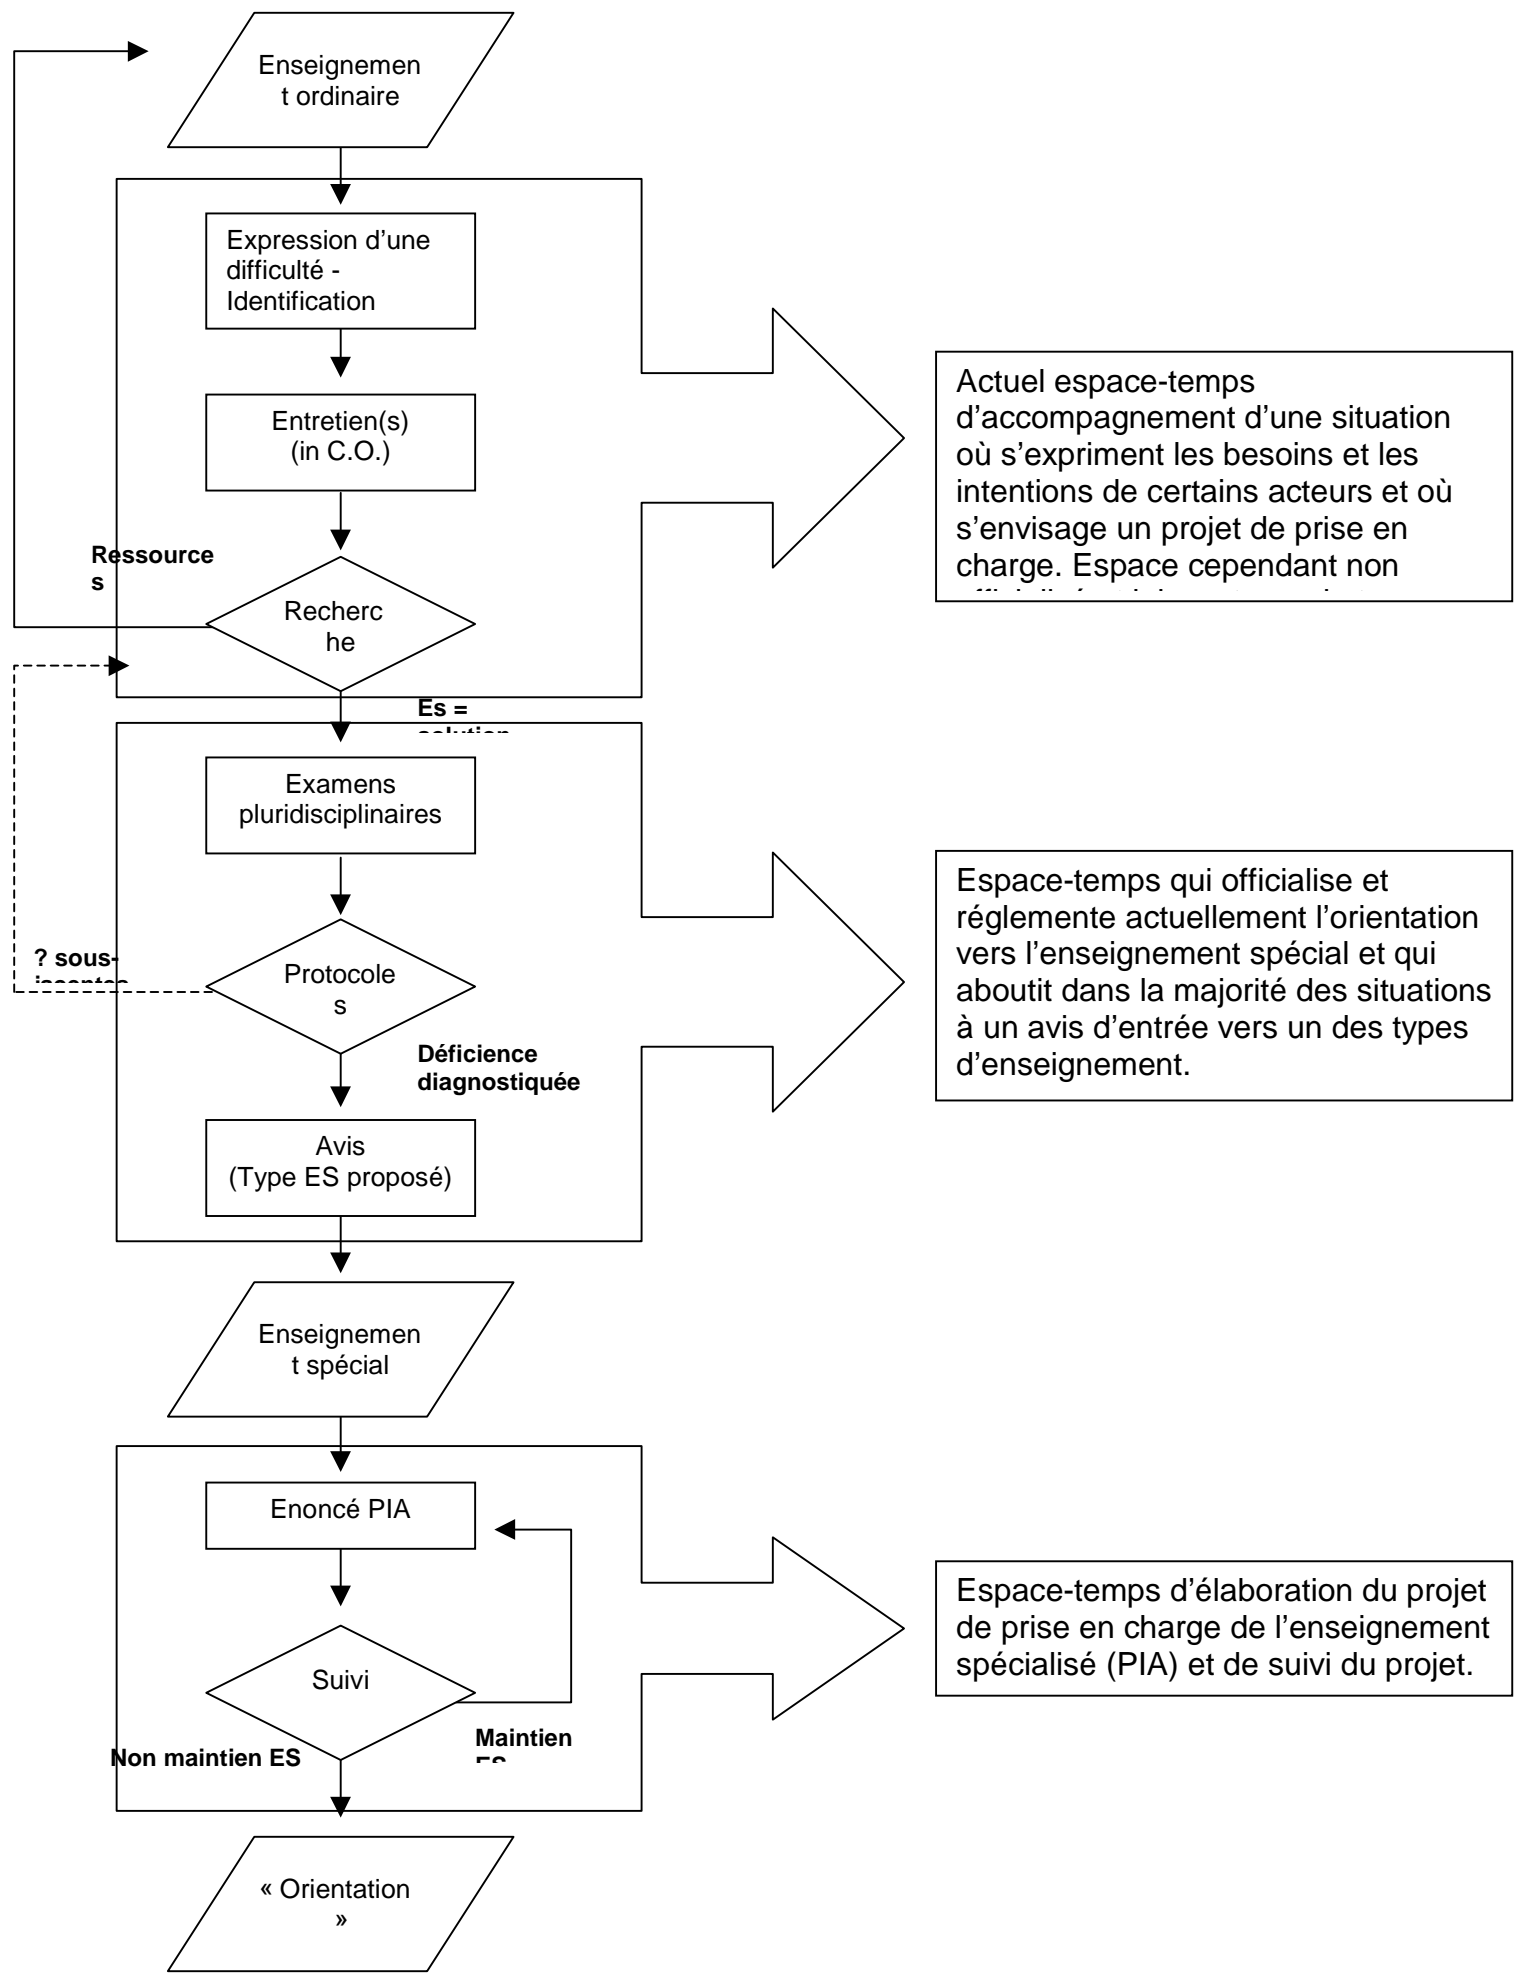 Enseignemen
t ordinaire
Expression d’une
difficulté -
Identification
Entretien(s)
(in C.O.)
Ressource
s
Recherc
he
Actuel espace-temps
d’accompagnement d’une situation
où s’expriment les besoins et les
intentions de certains acteurs et où
s’envisage un projet de prise en
charge. Espace cependant non
Es =
solution
Examens
pluridisciplinaires
? sous-
Protocole
s
Déficience
diagnostiquée
Avis
(Type ES proposé)
Espace-temps qui officialise et
réglemente actuellement l’orientation
vers l’enseignement spécial et qui
aboutit dans la majorité des situations
à un avis d’entrée vers un des types
d’enseignement.
Enseignemen
t spécial
Enoncé PIA
Suivi
Maintien
ES
Non maintien ES
Espace-temps d’élaboration du projet
de prise en charge de l’enseignement
spécialisé (PIA) et de suivi du projet.
« Orientation
»